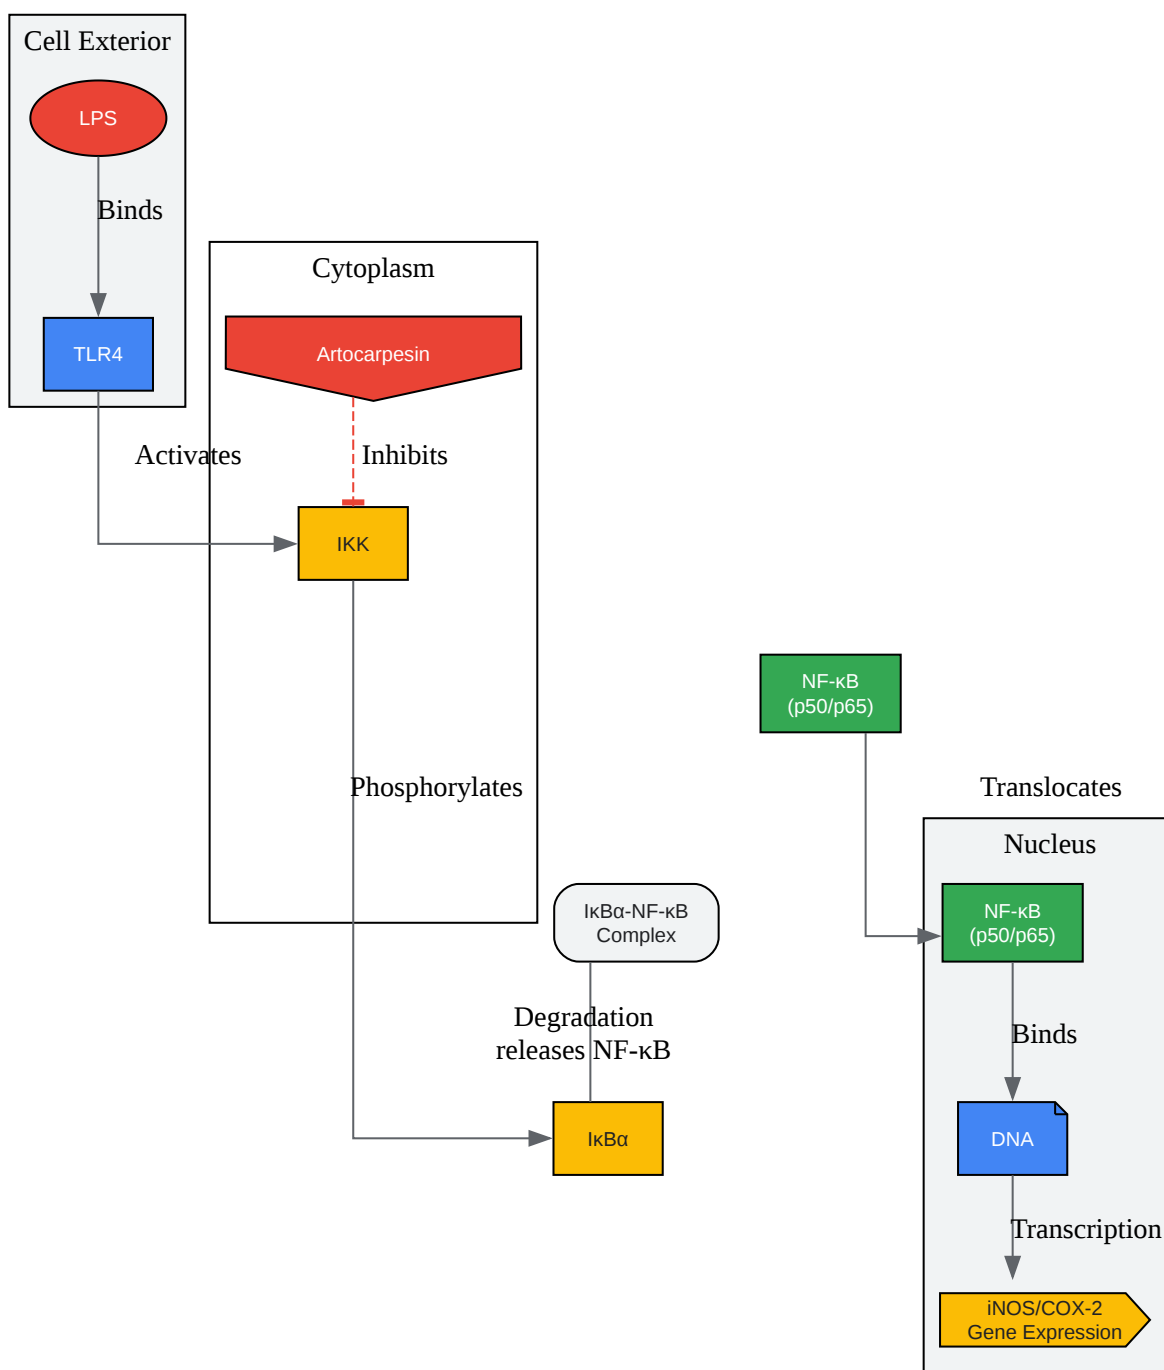 Cell Exterior
LPS
Binds
TLR4
Activates
Cytoplasm
Artocarpesin
Inhibits
IKK
Phosphorylates
IκBα-NF-κB
Complex
Degradation
releases NF-κB
IκBα
NF-κB
(p50/p65)
Translocates
Nucleus
NF-κB
(p50/p65)
Binds
DNA
Transcription
iNOS/COX-2
Gene Expression